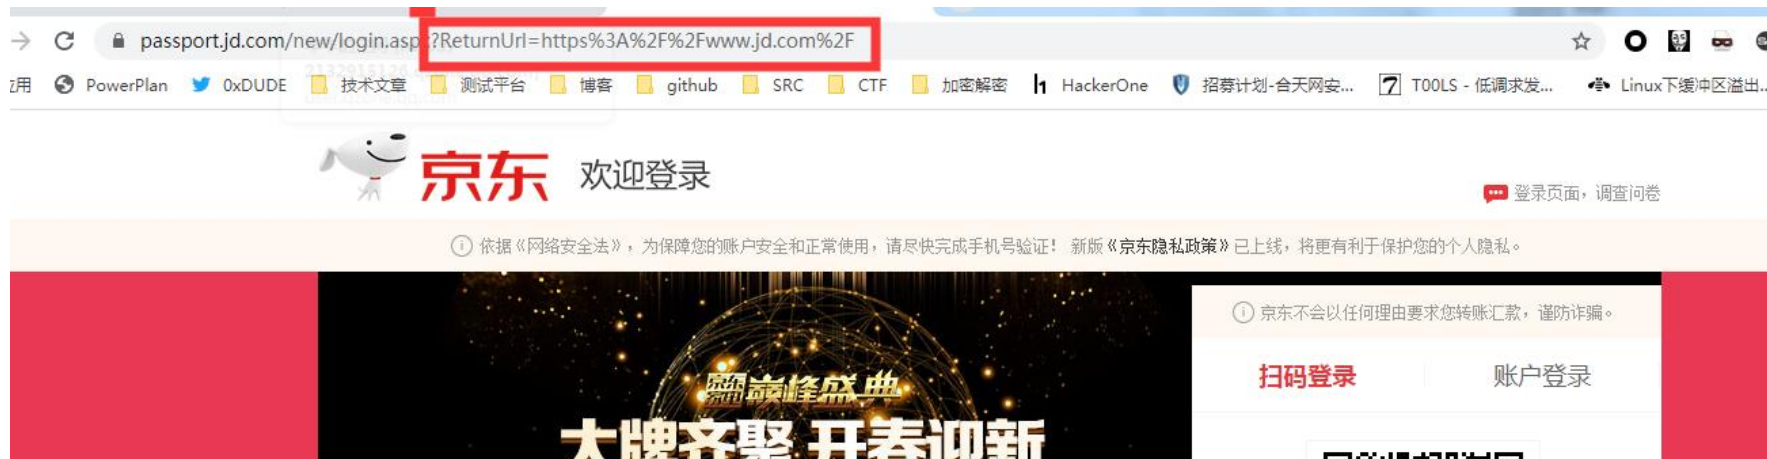 passport.jd.com/new/login.aspx?ReturnUrl=https%3A%2F%2Fwww.jd.com%2F
应用 PowerPlan 0xDUDE 技术文章 测试平台 博客 github SRC CTF 加密解密 HackerOne 招募计划-合天网安... T00LS - 低调求发... Linux下缓冲区溢出...
京东 欢迎登录
登录页面，调查问卷
依据《网络安全法》，为保障您的账户安全和正常使用，请尽快完成手机号验证！ 新版《京东隐私政策》已上线，将更有利于保护您的个人隐私。
京东不会以任何理由要求您转账汇款，谨防诈骗。
扫码登录 账户登录
巅峰盛典
大牌齐聚 开春迎新